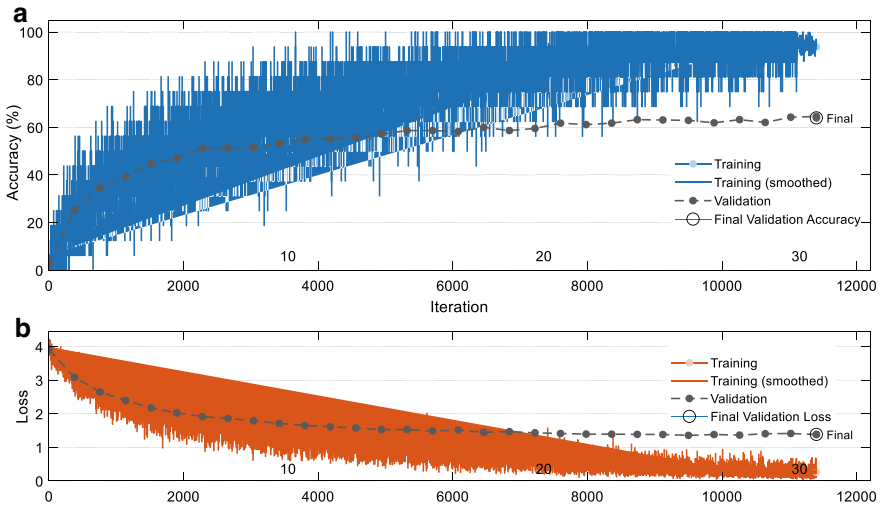 a
100
80
60
40
20
0
Accuracy (%)
Final
Training
Training (smoothed)
Validation
Final Validation Accuracy
10
20
30
0
2000
4000
6000
8000
10000
12000
Iteration
b
4
3
2
1
0
Loss
Training
Training (smoothed)
Validation
Final Validation Loss
Final
10
20
30
0
2000
4000
6000
8000
10000
12000